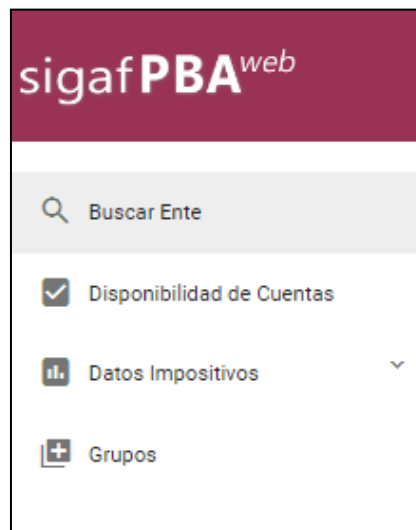 sigafPBAweb
Buscar Ente
Disponibilidad de Cuentas
Datos Impositivos
Grupos